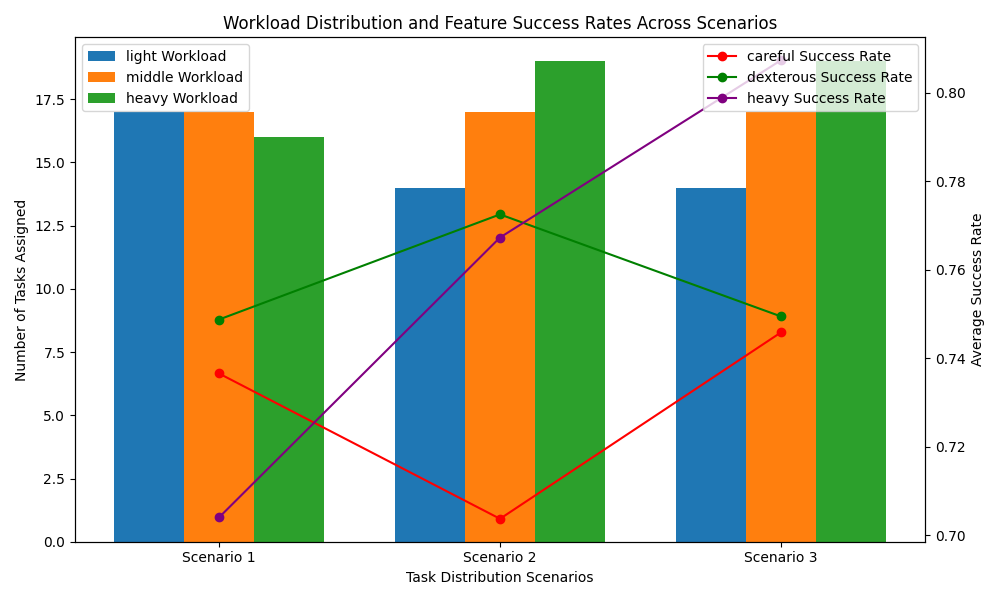 Workload Distribution and Feature Success Rates Across Scenarios
light Workload
middle Workload
heavy Workload
careful Success Rate
dexterous Success Rate
heavy Success Rate
Number of Tasks Assigned
17.5
15.0
12.5
10.0
7.5
5.0
2.5
0.0
0.80
0.78
0.76
0.74
0.72
0.70
Average Success Rate
Scenario 1
Scenario 2
Scenario 3
Task Distribution Scenarios